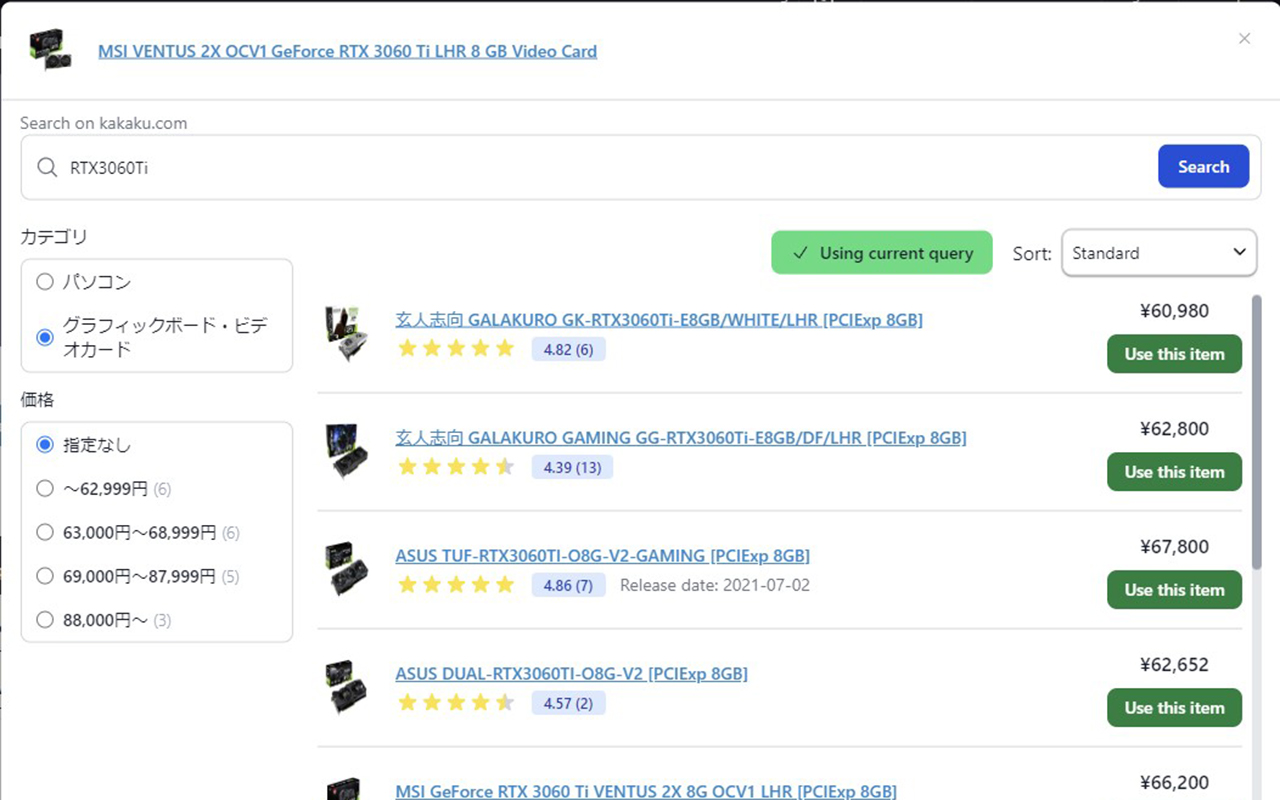 MSI VENTUS 2X OCV1 GeForce RTX 3060 Ti LHR 8 GB Video Card
Search on kakaku.com
RTX3060Ti
Search
カテゴリ
パソコン
グラフィックボード・ビデ
オカード
価格
指定なし
～62,999円 (6)
63,000円～68,999円 (6)
69,000円～87,999円 (5)
88,000円～ (3)
Using current query
Sort:
Standard
玄人志向 GALAKURO GK-RTX3060Ti-E8GB/WHITE/LHR [PCIExp 8GB]
4.82 (6)
¥60,980
Use this item
玄人志向 GALAKURO GAMING GG-RTX3060Ti-E8GB/DF/LHR [PCIExp 8GB]
4.39 (13)
¥62,800
Use this item
ASUS TUF-RTX3060TI-O8G-V2-GAMING [PCIExp 8GB]
4.86 (7)
Release date: 2021-07-02
¥67,800
Use this item
ASUS DUAL-RTX3060TI-O8G-V2 [PCIExp 8GB]
4.57 (2)
¥62,652
Use this item
MSI GeForce RTX 3060 Ti VENTUS 2X 8G OCV1 LHR [PCIExp 8GB]
¥66,200